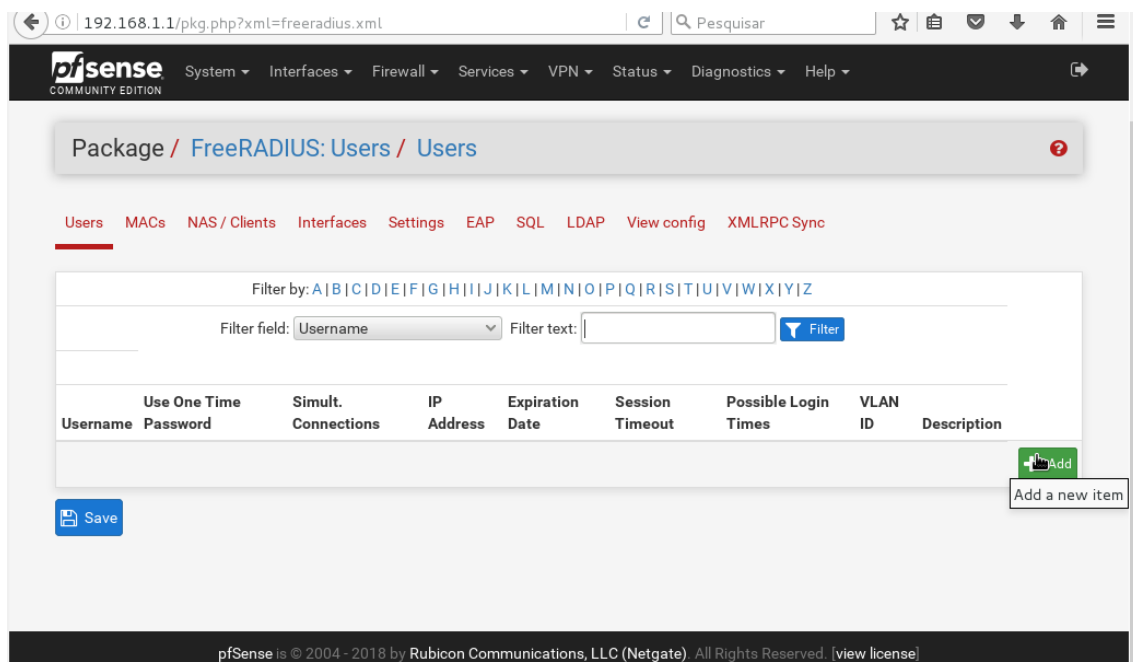 192.168.1.1/pkg.php?xml=freeradius.xml Pesquisar
pfsense System Interfaces Firewall Services VPN Status Diagnostics Help
COMMUNITY EDITION
Package / FreeRADIUS: Users / Users
Users MACs NAS / Clients Interfaces Settings EAP SQL LDAP View config XMLRPC Sync
Filter by: A | B | C | D | E | F | G | H | I | J | K | L | M | N | O | P | Q | R | S | T | U | V | W | X | Y | Z
Filter field: Username Filter text: Filter
Use One Time Simult. IP Expiration Session Possible Login VLAN
Username Password Connections Address Date Timeout Times ID Description
Add
Add a new item
Save
pfSense is © 2004 - 2018 by Rubicon Communications, LLC (Netgate). All Rights Reserved. [view license]